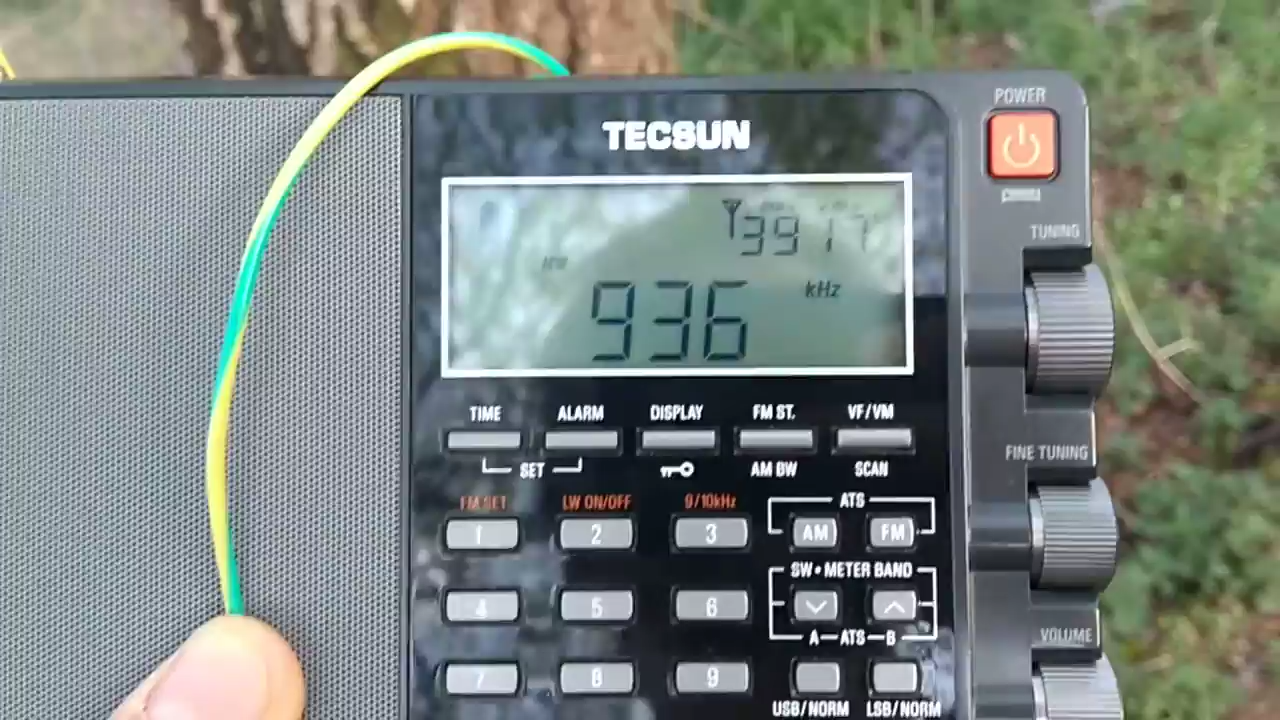 POWER
TECSUN
3917
936 kHz
TUNING
TIME ALARM DISPLAY FM ST. VF/VM
SET AM BW SCAN
FINE TUNING
FM SET LW ON/OFF 9/10kHz ATS
1 2 3 AM FM
SW•METER BAND
4 5 6
A—ATS—B
VOLUME
7 8 9
USB/NORM LSB/NORM